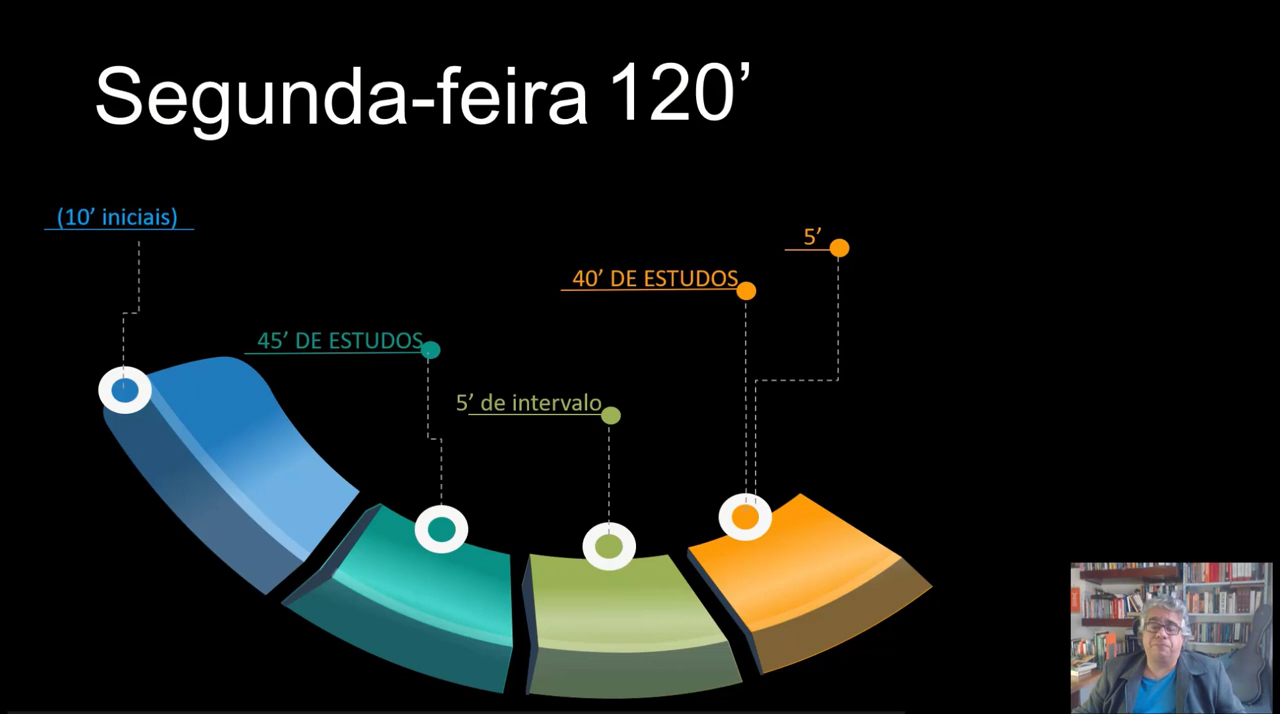 Segunda-feira 120’
(10’ iniciais)
5’
40’ DE ESTUDOS
45’ DE ESTUDOS
5’ de intervalo